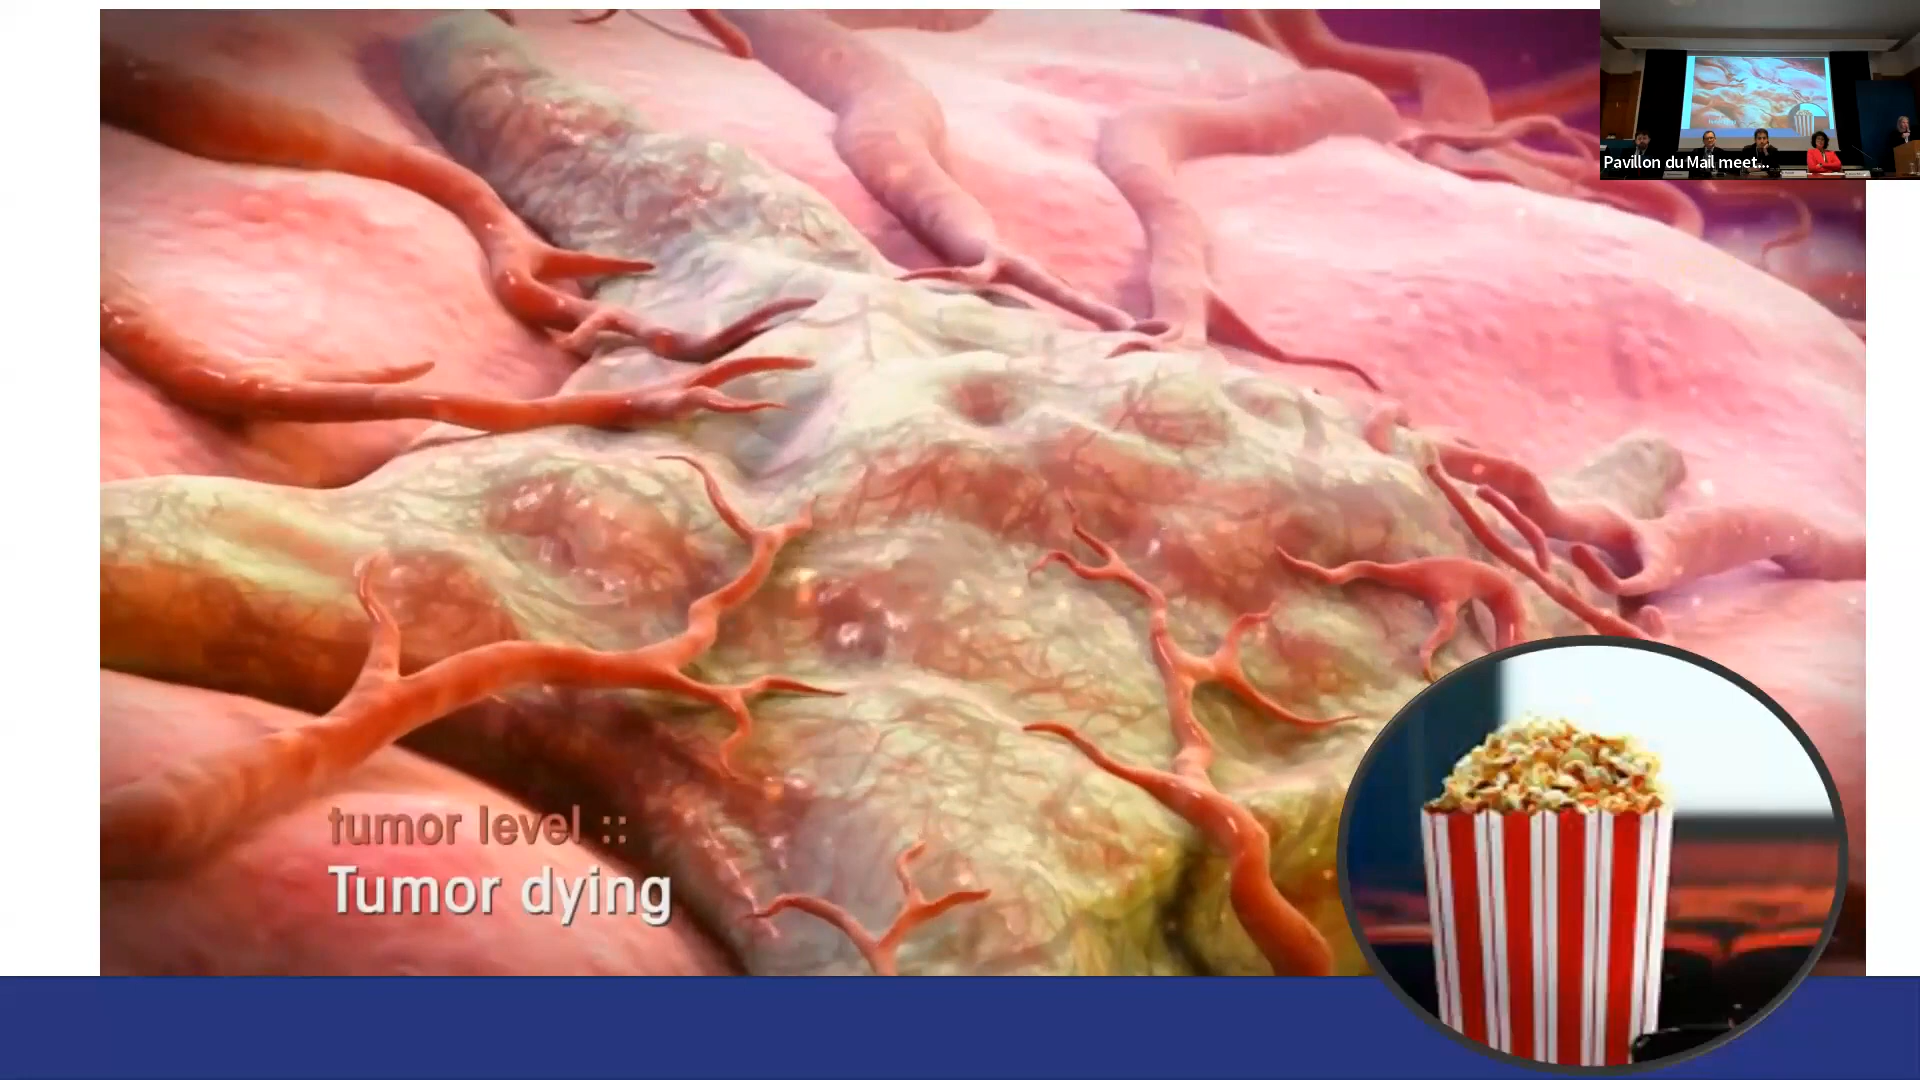 Pavillon du Mail meet...
tumor level ::
Tumor dying